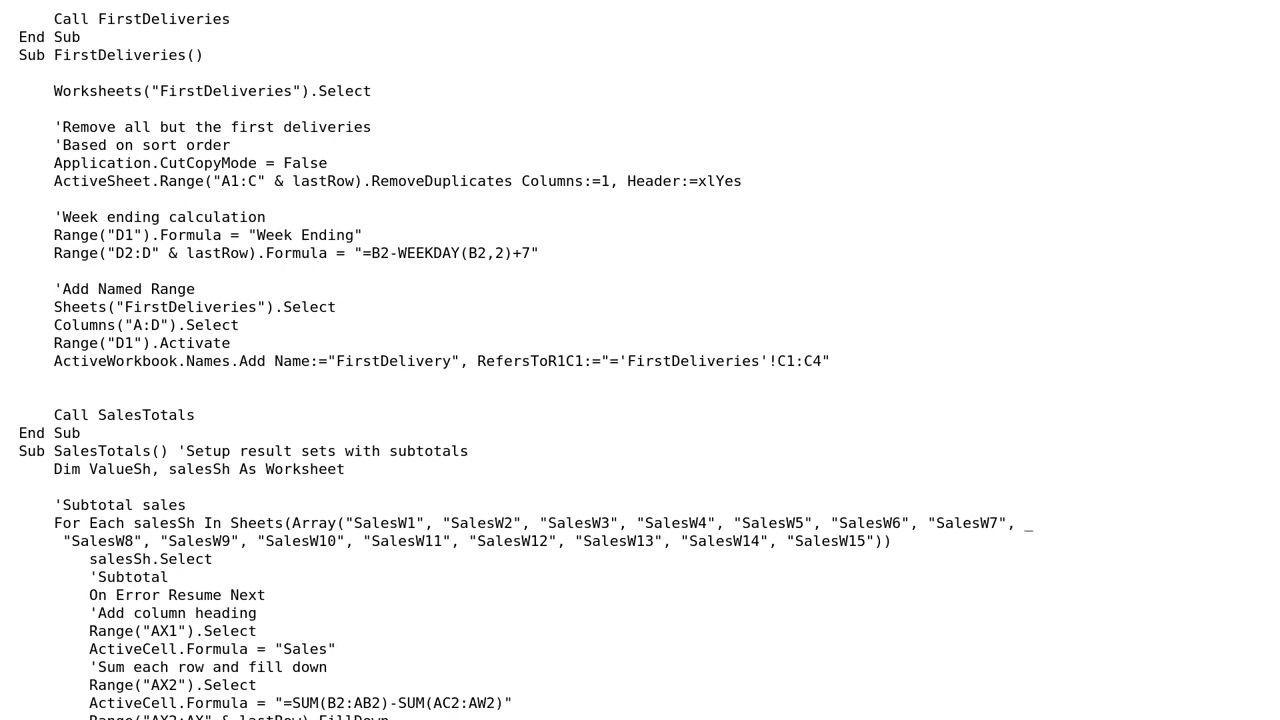 Call FirstDeliveries
End Sub
Sub FirstDeliveries()

    Worksheets("FirstDeliveries").Select

    'Remove all but the first deliveries
    'Based on sort order
    Application.CutCopyMode = False
    ActiveSheet.Range("A1:C" & lastRow).RemoveDuplicates Columns:=1, Header:=xlYes

    'Week ending calculation
    Range("D1").Formula = "Week Ending"
    Range("D2:D" & lastRow).Formula = "=B2-WEEKDAY(B2,2)+7"

    'Add Named Range
    Sheets("FirstDeliveries").Select
    Columns("A:D").Select
    Range("D1").Activate
    ActiveWorkbook.Names.Add Name:="FirstDelivery", RefersToR1C1:="='FirstDeliveries'!C1:C4"


    Call SalesTotals
End Sub
Sub SalesTotals() 'Setup result sets with subtotals
    Dim ValueSh, salesSh As Worksheet

    'Subtotal sales
    For Each salesSh In Sheets(Array("SalesW1", "SalesW2", "SalesW3", "SalesW4", "SalesW5", "SalesW6", "SalesW7", _
     "SalesW8", "SalesW9", "SalesW10", "SalesW11", "SalesW12", "SalesW13", "SalesW14", "SalesW15"))
        salesSh.Select
        'Subtotal
        On Error Resume Next
        'Add column heading
        Range("AX1").Select
        ActiveCell.Formula = "Sales"
        'Sum each row and fill down
        Range("AX2").Select
        ActiveCell.Formula = "=SUM(B2:AB2)-SUM(AC2:AW2)"
        Range("AX2:AX" & lastRow).FillDown